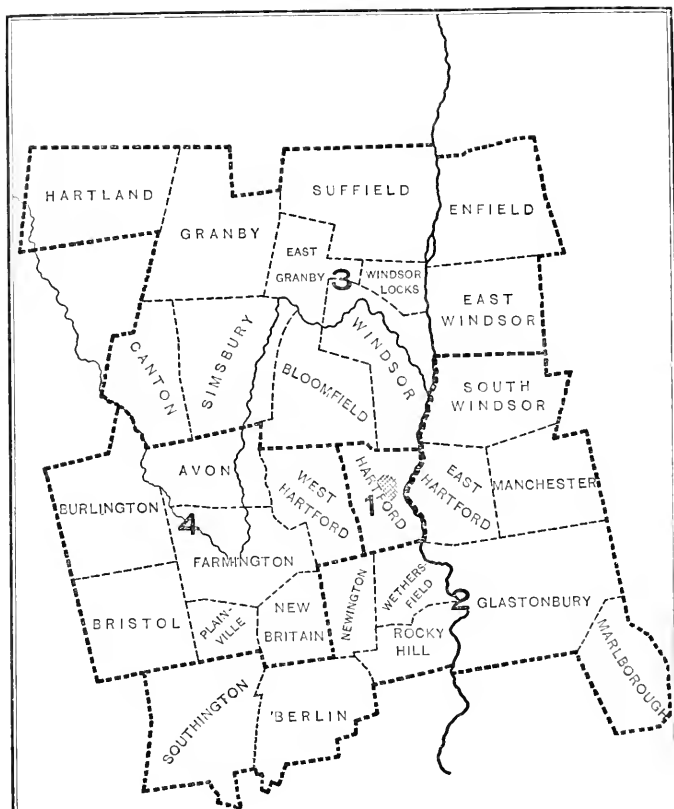 HARTLAND
SUFFIELD
ENFIELD
GRANBY
EAST
GRANBY
3
WINDSOR
LOCKS
EAST
WINDSOR
CANTON
SIMSBURY
WINDSOR
BLOOMFIELD
SOUTH
WINDSOR
AVON
WEST
HARTFORD
HARTFORD
1
EAST
HARTFORD
MANCHESTER
BURLINGTON
4
FARMINGTON
BRISTOL
PLAIN-
VILLE
NEW
BRITAIN
NEWINGTON
WETHERS-
FIELD
ROCKY
HILL
2
GLASTONBURY
MARLBOROUGH
SOUTHINGTON
BERLIN